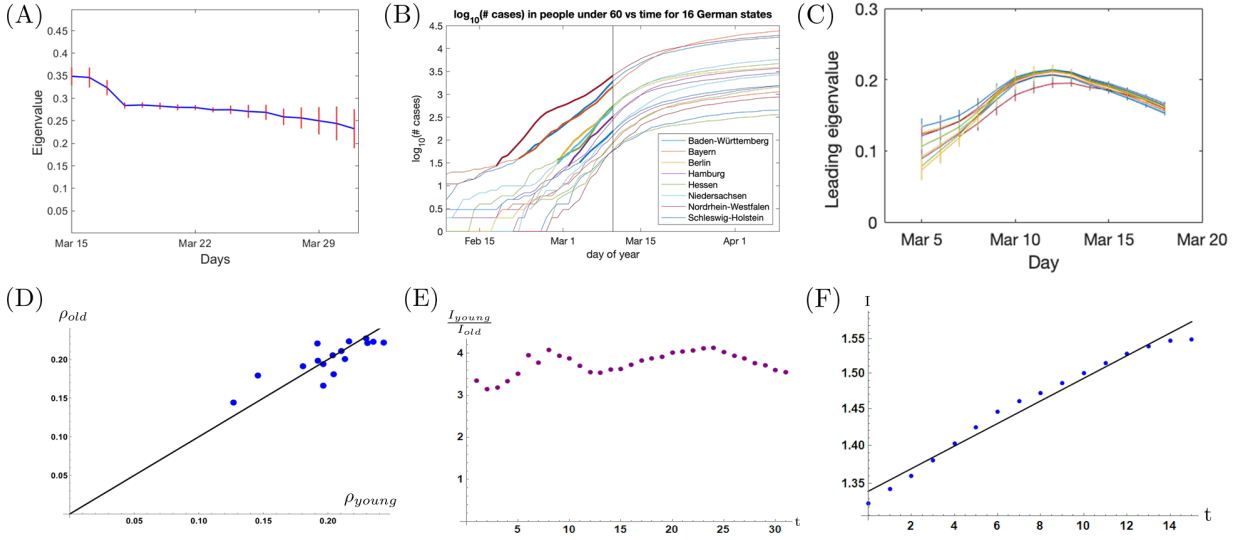 (A)
0.45
0.4
0.35
0.3
0.25
0.2
0.15
0.1
0.05
Eigenvalue
Mar 15
Mar 22
Mar 29
Days
(B)
log10(# cases) in people under 60 vs time for 16 German states
4.5
4
3.5
3
2.5
2
1.5
1
0.5
0
log10(# cases)
Baden-Württemberg
Bayern
Berlin
Hamburg
Hessen
Niedersachsen
Nordrhein-Westfalen
Schleswig-Holstein
Feb 15
Mar 1
Mar 15
Apr 1
day of year
(C)
0.3
0.2
0.1
0
Leading eigenvalue
Mar 5
Mar 10
Mar 15
Mar 20
Day
(D)
ρold
0.20
0.15
0.10
0.05
0.05
0.10
0.15
0.20
ρyoung
(E)
Iyoung
Iold
4
3
2
1
0
5
10
15
20
25
30
t
(F)
I
1.55
1.50
1.45
1.40
1.35
2
4
6
8
10
12
14
t